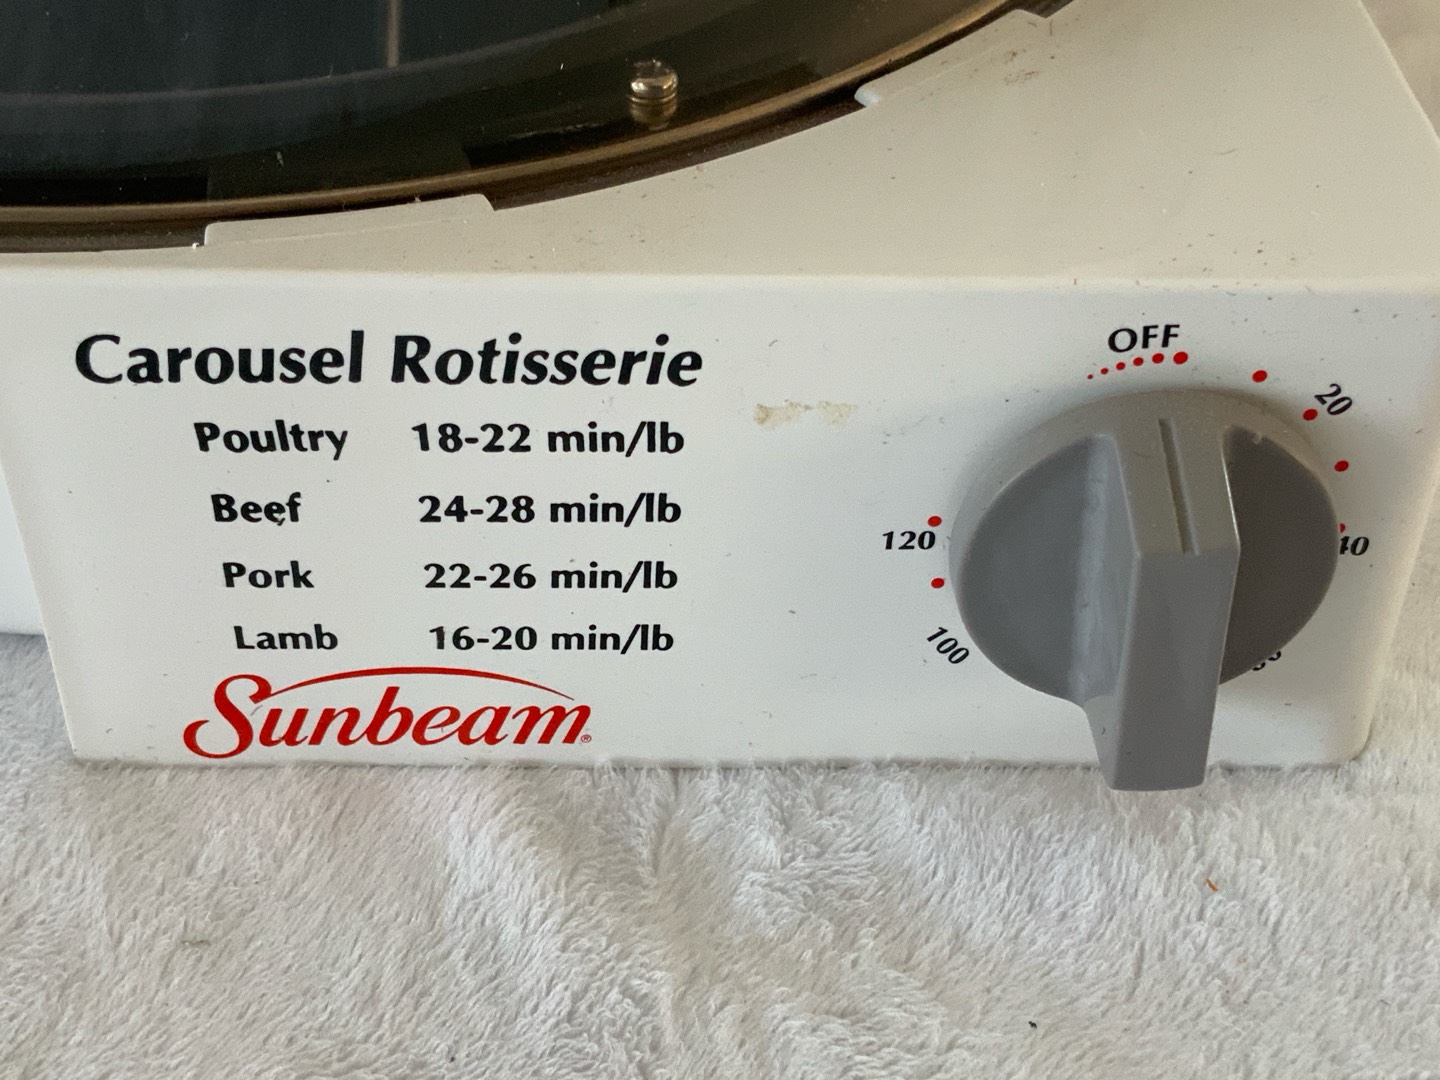 Carousel Rotisserie
Poultry 18-22 min/lb
Beef 24-28 min/lb
Pork 22-26 min/lb
Lamb 16-20 min/lb
Sunbeam®
OFF
20
40
100
120